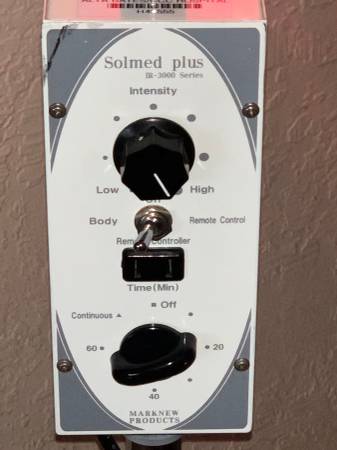 Solmed plus
IR-3000 Series
Intensity
Low High
Off
Body Remote Control
Remote Controller
Time(Min)
Off
Continuous
60 20
40
MARKNEW
PRODUCTS